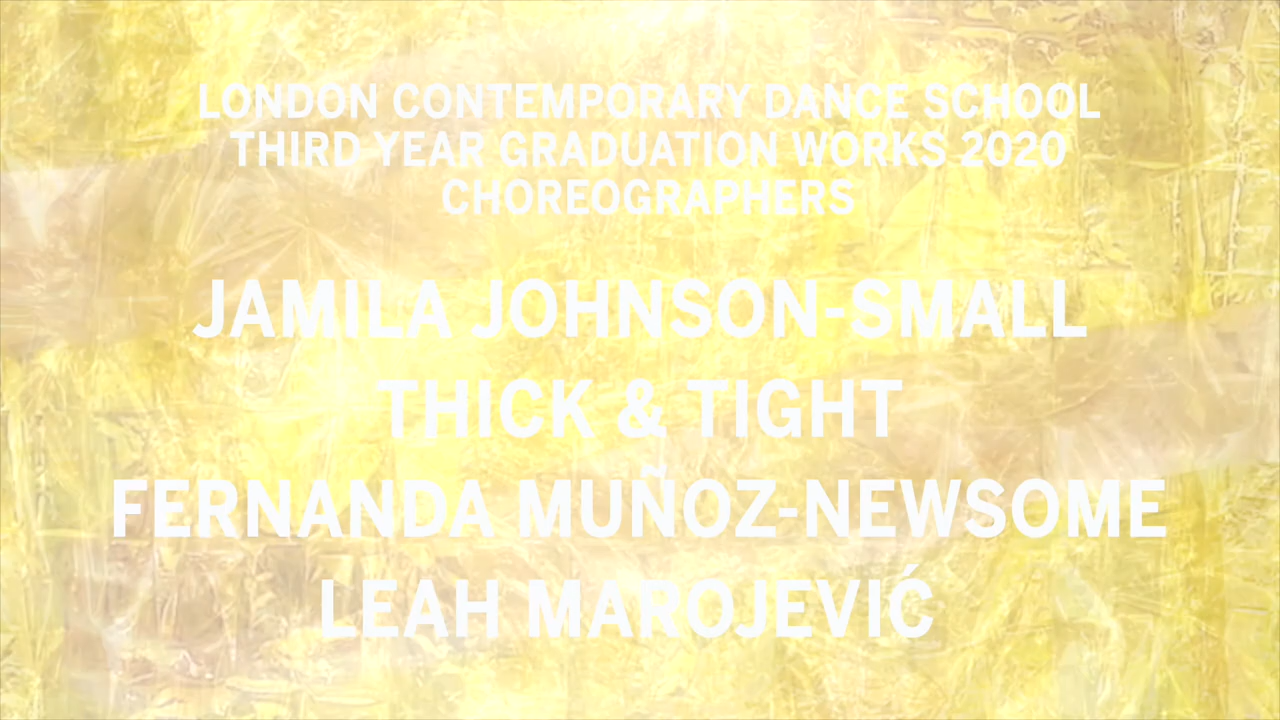 LONDON CONTEMPORARY DANCE SCHOOL
THIRD YEAR GRADUATION WORKS 2020
CHOREOGRAPHERS
JAMILA JOHNSON-SMALL
THICK & TIGHT
FERNANDA MUÑOZ-NEWSOME
LEAH MAROJEVIĆ